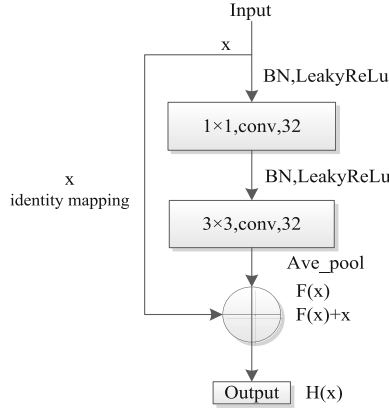 Input
x
BN,LeakyReLu
1×1,conv,32
BN,LeakyReLu
x
identity mapping
3×3,conv,32
Ave_pool
F(x)
F(x)+x
Output
H(x)